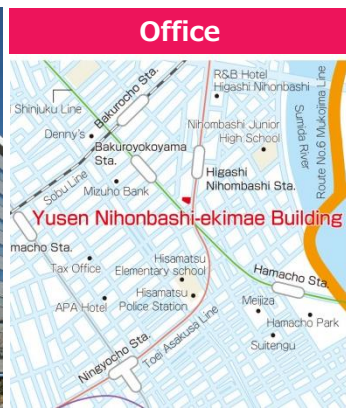 Office
R&B Hotel
Higashi Nihonbashi
Bakurocho Sta.
Shinjuku Line
Denny's
Nihombashi Junior
High School
Sumida River
Route No.6 Mukojima Line
Bakuroyokoyama
Sta.
Sobu Line
Mizuho Bank
Higashi
Nihombashi Sta.
Yusen Nihonbashi-ekimae Building
macho Sta.
Tax Office
Hisamatsu
Elementary school
Hamacho Sta.
APA Hotel
Hisamatsu
Police Station
Meijiza
Hamacho Park
Toei Asakusa Line
Suitengu
Ningyocho Sta.